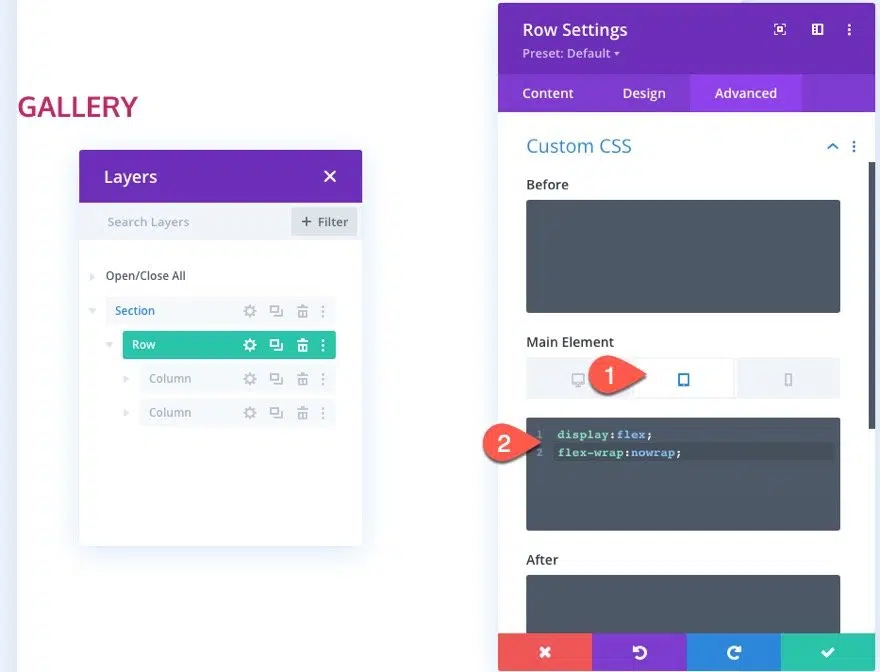 GALLERY
Layers
Search Layers
+ Filter
Open/Close All
Section
Row
Column
Column
Row Settings
Preset: Default
Content Design Advanced
Custom CSS
Before
Main Element
1
2
1 display:flex;
2 flex-wrap:nowrap;
After